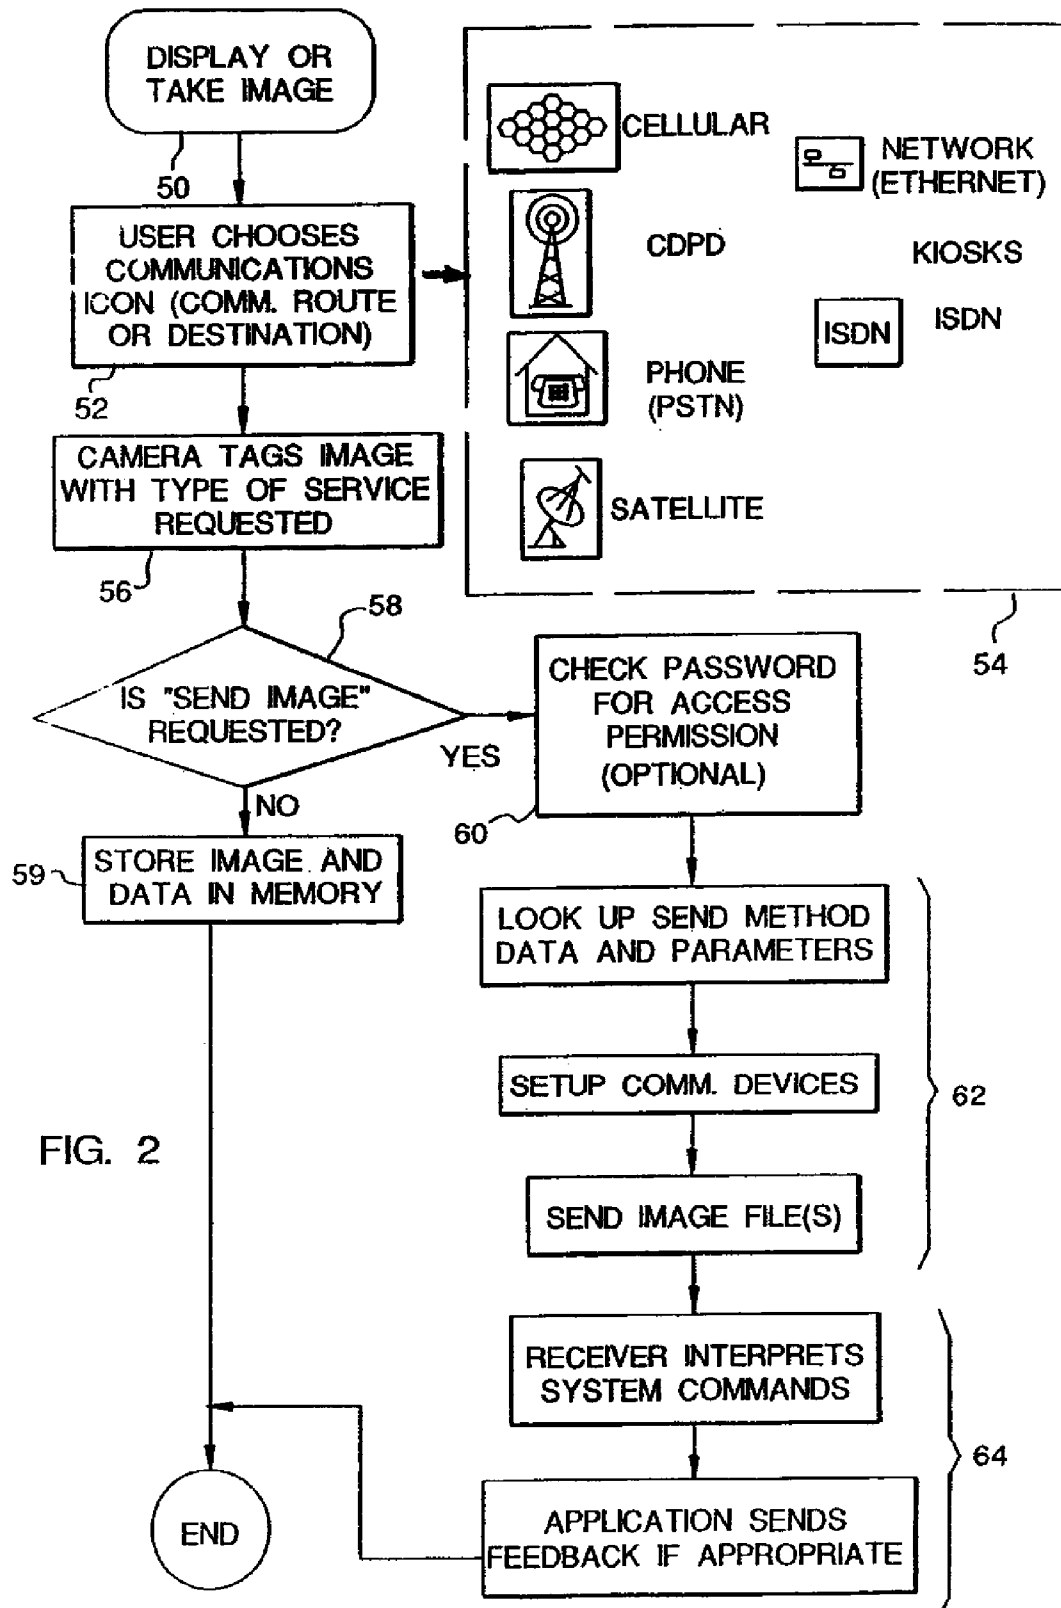 DISPLAY OR
TAKE IMAGE
50
USER CHOOSES
COMMUNICATIONS
ICON (COMM. ROUTE
OR DESTINATION)
52
CELLULAR
CDPD
PHONE
(PSTN)
SATELLITE
NETWORK
(ETHERNET)
KIOSKS
ISDN
ISDN
54
CAMERA TAGS IMAGE
WITH TYPE OF SERVICE
REQUESTED
56
58
IS "SEND IMAGE"
REQUESTED?
YES
NO
CHECK PASSWORD
FOR ACCESS
PERMISSION
(OPTIONAL)
60
59
STORE IMAGE AND
DATA IN MEMORY
LOOK UP SEND METHOD
DATA AND PARAMETERS
SETUP COMM. DEVICES
62
SEND IMAGE FILE(S)
FIG. 2
RECEIVER INTERPRETS
SYSTEM COMMANDS
64
APPLICATION SENDS
FEEDBACK IF APPROPRIATE
END